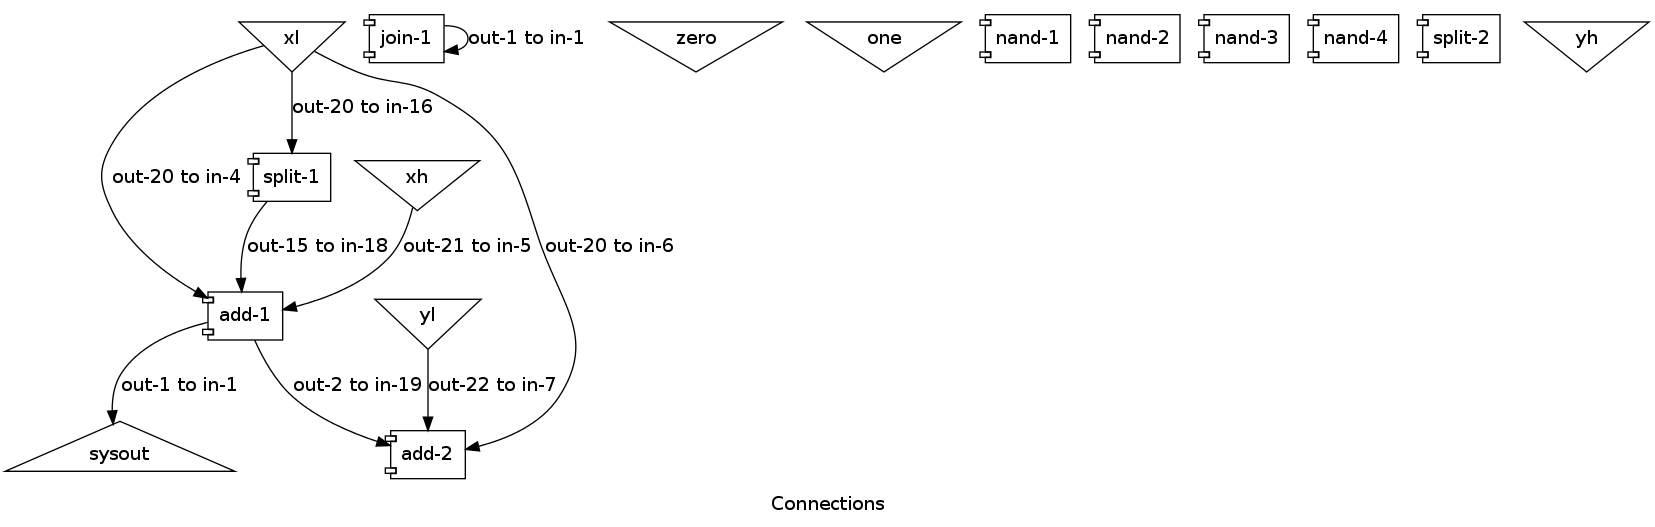 xl
join-1
out-1 to in-1
zero
one
nand-1
nand-2
nand-3
nand-4
split-2
yh
out-20 to in-16
out-20 to in-4
split-1
xh
out-15 to in-18
out-21 to in-5
out-20 to in-6
add-1
yl
out-1 to in-1
out-2 to in-19
out-22 to in-7
sysout
add-2
Connections